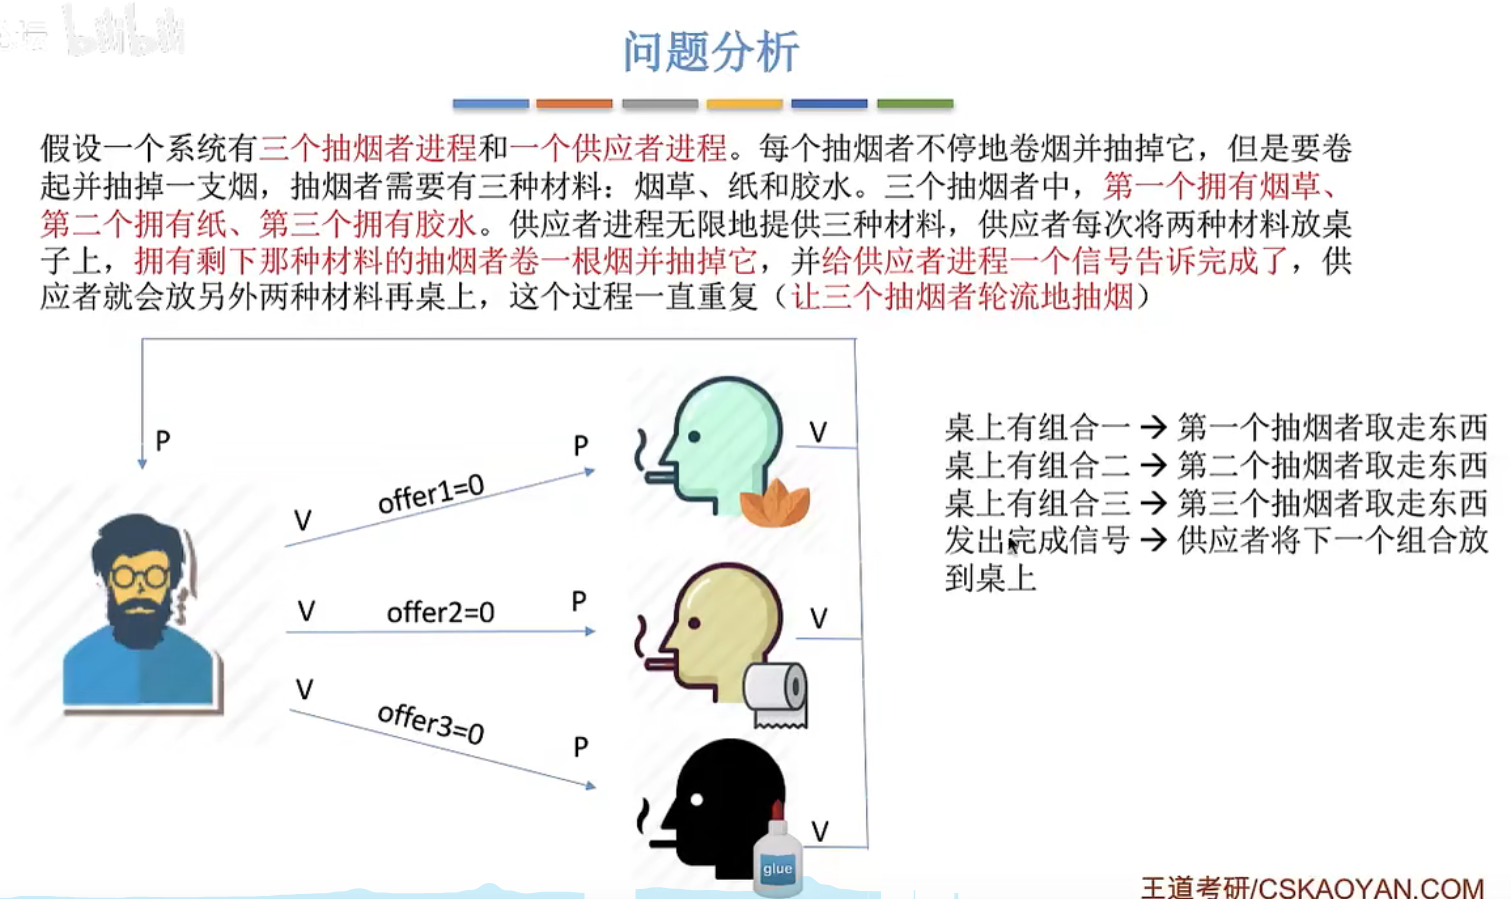 bilibili
问题分析
假设一个系统有三个抽烟者进程和一个供应者进程。每个抽烟者不停地卷烟并抽掉它，但是要卷
起并抽掉一支烟，抽烟者需要有三种材料：烟草、纸和胶水。三个抽烟者中，第一个拥有烟草、
第二个拥有纸、第三个拥有胶水。供应者进程无限地提供三种材料，供应者每次将两种材料放桌
子上，拥有剩下那种材料的抽烟者卷一根烟并抽掉它，并给供应者进程一个信号告诉完成了，供
应者就会放另外两种材料再桌上，这个过程一直重复（让三个抽烟者轮流地抽烟）
P
V
offer1=0
P
V
V
offer2=0
P
V
V
offer3=0
P
V
glue
桌上有组合一 → 第一个抽烟者取走东西
桌上有组合二 → 第二个抽烟者取走东西
桌上有组合三 → 第三个抽烟者取走东西
发出完成信号 → 供应者将下一个组合放
到桌上
王道考研/CSKAOYAN.COM